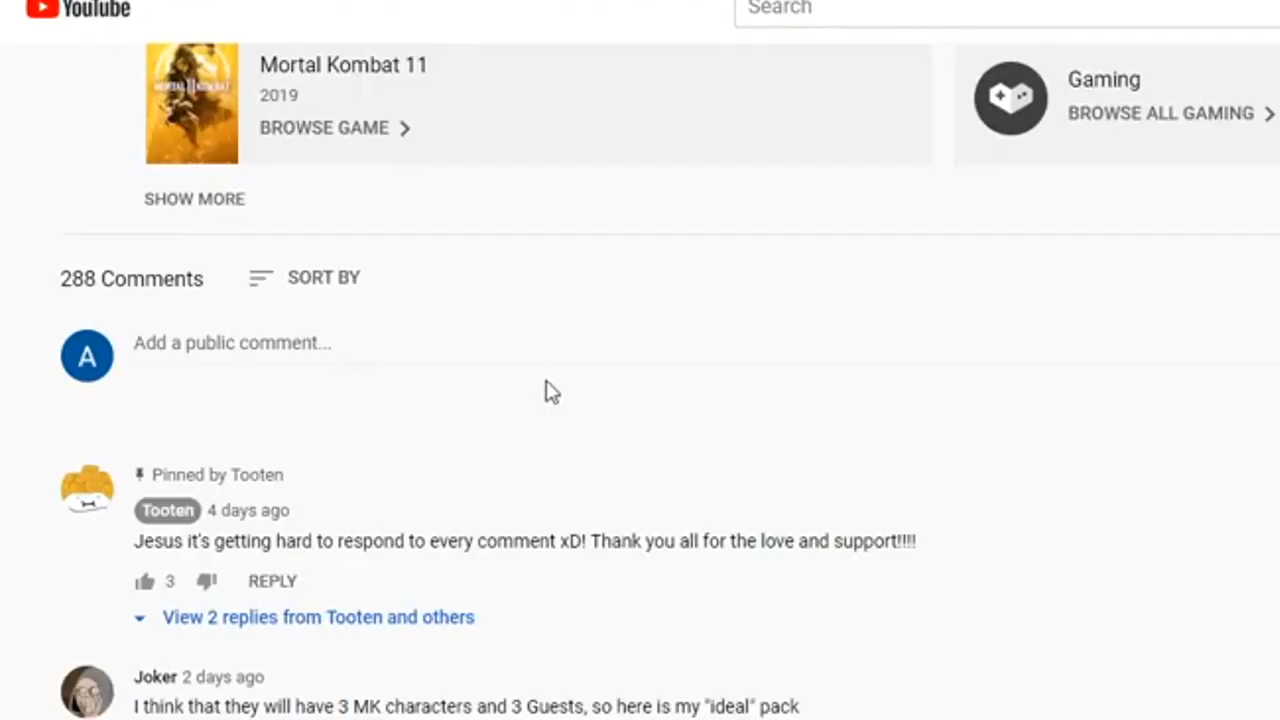 YouTube
Search
MORTAL KOMBAT
Mortal Kombat 11
2019
BROWSE GAME
Gaming
BROWSE ALL GAMING
SHOW MORE
288 Comments
SORT BY
A
Add a public comment...
Pinned by Tooten
Tooten 4 days ago
Jesus it's getting hard to respond to every comment xD! Thank you all for the love and support!!!!
3
REPLY
View 2 replies from Tooten and others
Joker 2 days ago
I think that they will have 3 MK characters and 3 Guests, so here is my "ideal" pack